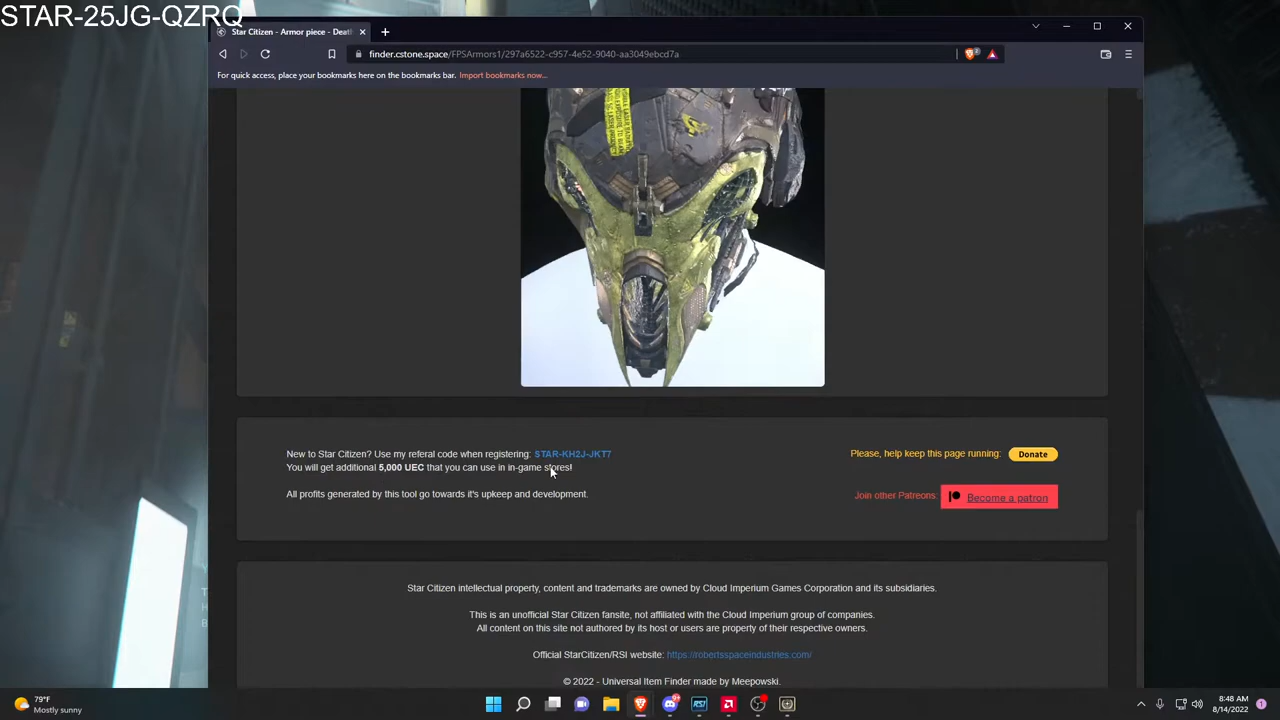 STAR-25JG-QZRQ
Star Citizen - Armor piece - Deat
finder.cstone.space/FPSArmors1/297a6522-c957-4e52-9040-aa3049ebcd7a
For quick access, place your bookmarks here on the bookmarks bar. Import bookmarks now...
New to Star Citizen? Use my referal code when registering: STAR-KH2J-JKT7
You will get additional 5,000 UEC that you can use in in-game stores!
All profits generated by this tool go towards it's upkeep and development.
Please, help keep this page running: Donate
Join other Patreons: Become a patron
Star Citizen intellectual property, content and trademarks are owned by Cloud Imperium Games Corporation and its subsidiaries.
This is an unofficial Star Citizen fansite, not affiliated with the Cloud Imperium group of companies.
All content on this site not authored by its host or users are property of their respective owners.
Official StarCitizen/RSI website: https://robertsspaceindustries.com/
© 2022 - Universal Item Finder made by Meepowski.
79°F
Mostly sunny
RSI
8:48 AM
8/14/2022